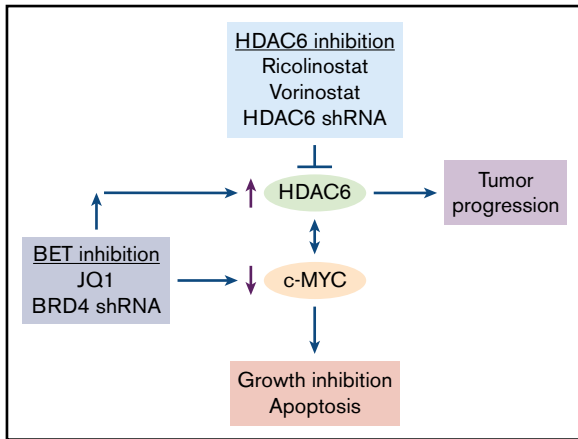 HDAC6 inhibition
Ricolinostat
Vorinostat
HDAC6 shRNA
HDAC6
Tumor
progression
BET inhibition
JQ1
BRD4 shRNA
c-MYC
Growth inhibition
Apoptosis